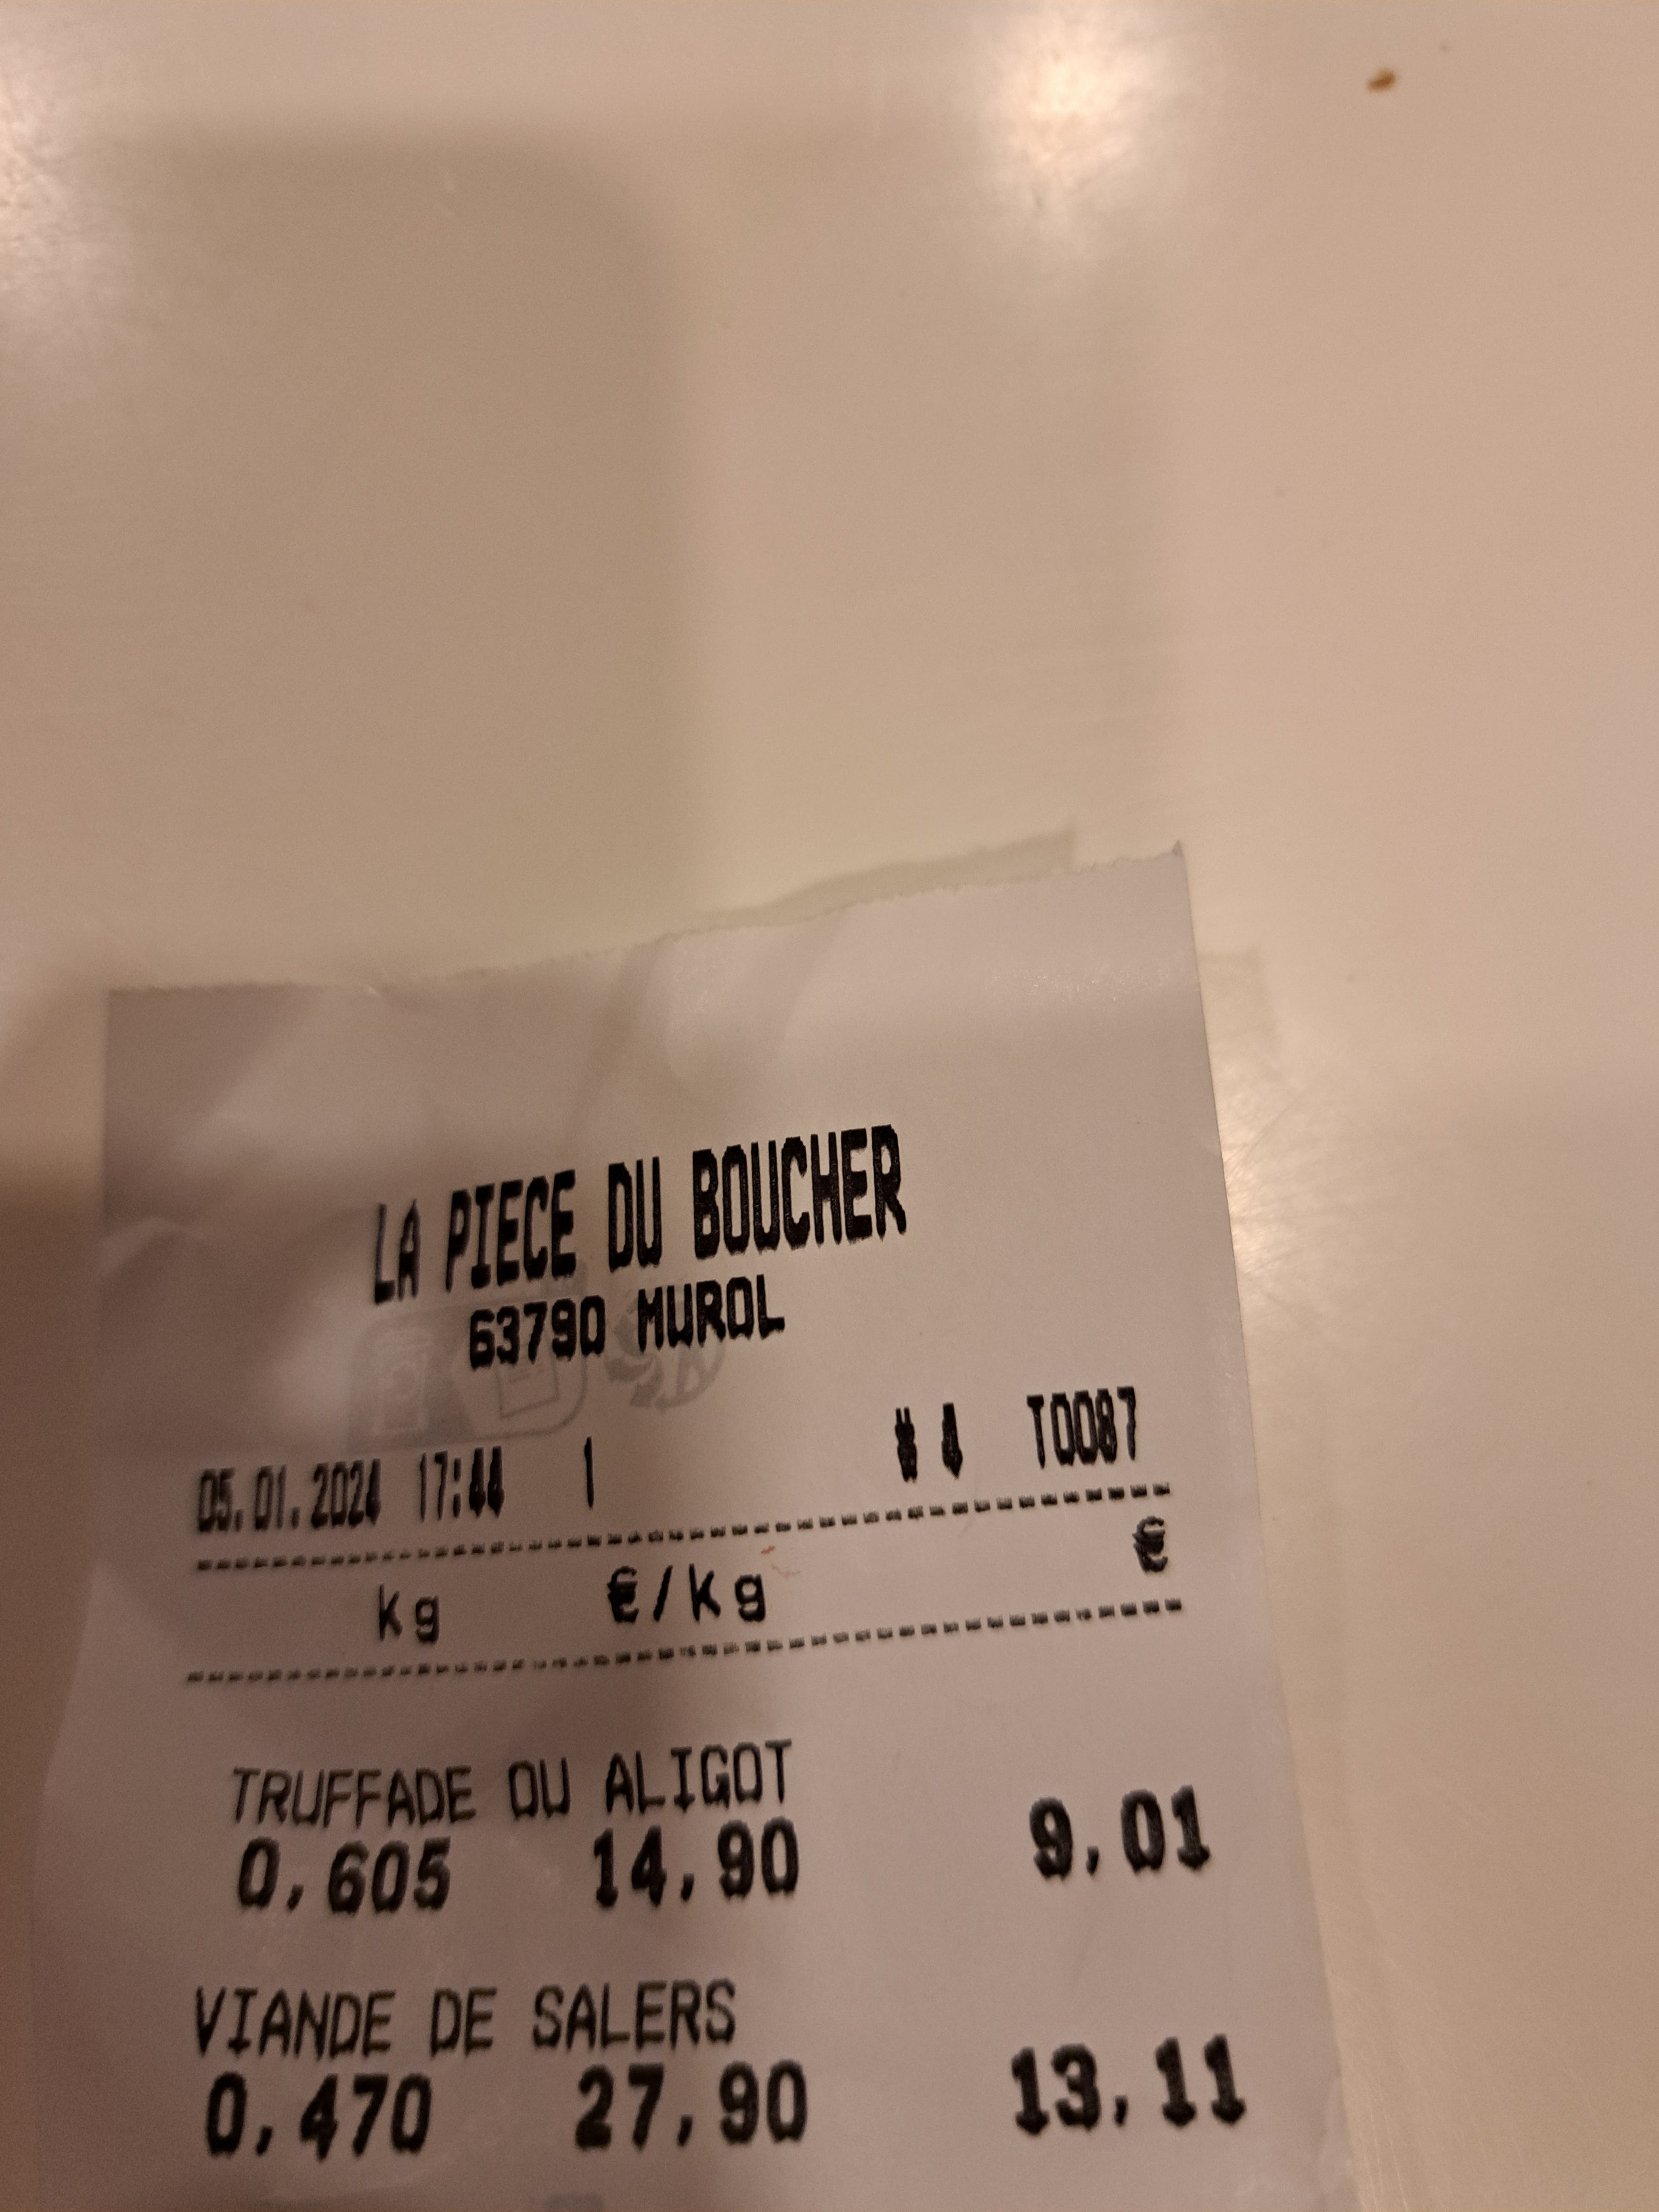 LA PIECE DU BOUCHER
63790 MUROL
05.01.2024 17:44 1 # 4 T0087
kg €/kg €
TRUFFADE OU ALIGOT
0,605 14,90 9,01
VIANDE DE SALERS
0,470 27,90 13,11